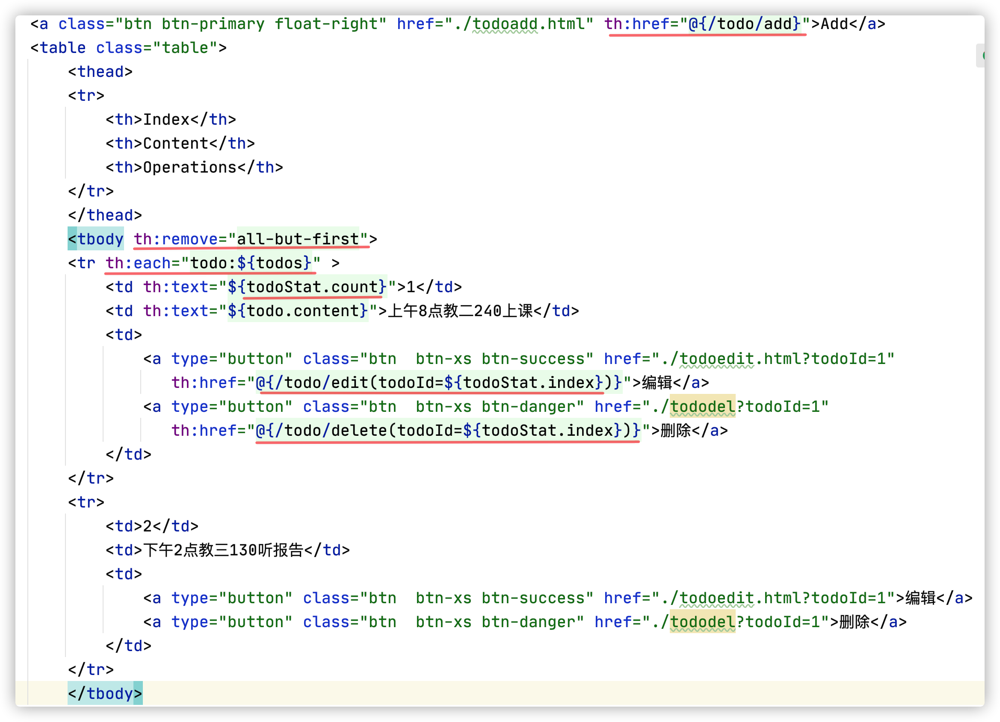 <a class="btn btn-primary float-right" href="./todoadd.html" th:href="@{/todo/add}">Add</a>
<table class="table">
<thead>
<tr>
<th>Index</th>
<th>Content</th>
<th>Operations</th>
</tr>
</thead>
<tbody th:remove="all-but-first">
<tr th:each="todo:${todos}" >
<td th:text="${todoStat.count}">1</td>
<td th:text="${todo.content}">上午8点教二240上课</td>
<td>
<a type="button" class="btn  btn-xs btn-success" href="./todoedit.html?todoId=1"
th:href="@{/todo/edit(todoId=${todoStat.index})}">编辑</a>
<a type="button" class="btn  btn-xs btn-danger" href="./tododel?todoId=1"
th:href="@{/todo/delete(todoId=${todoStat.index})}">删除</a>
</td>
</tr>
<tr>
<td>2</td>
<td>下午2点教三130听报告</td>
<td>
<a type="button" class="btn  btn-xs btn-success" href="./todoedit.html?todoId=1">编辑</a>
<a type="button" class="btn  btn-xs btn-danger" href="./tododel?todoId=1">删除</a>
</td>
</tr>
</tbody>